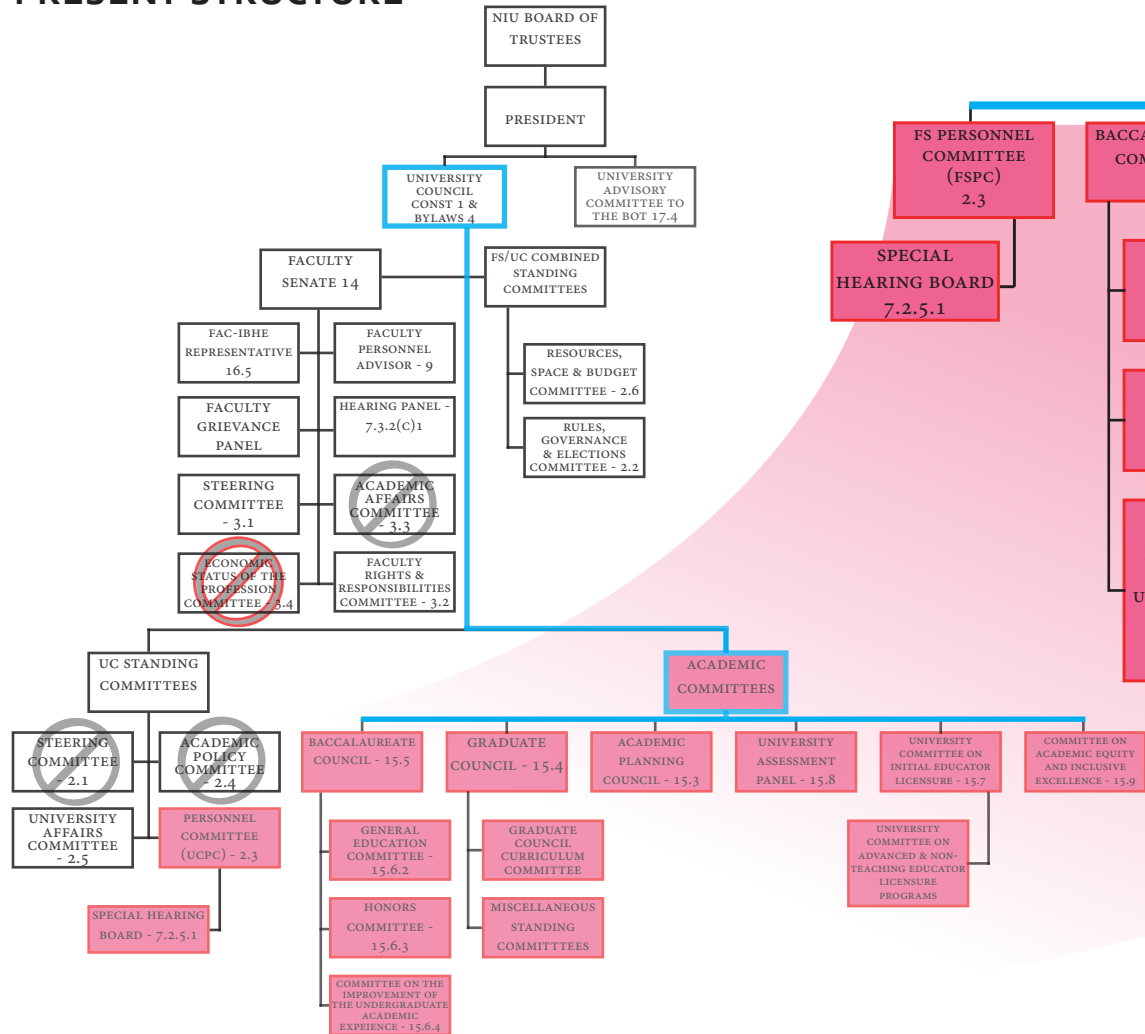 PRESENT STRUCTURE
NIU BOARD OF
TRUSTEES
PRESIDENT
UNIVERSITY
COUNCIL
CONST 1 &
BYLAWS 4
UNIVERSITY
ADVISORY
COMMITTEE TO
THE BOT 17.4
FACULTY
SENATE 14
FS/UC COMBINED
STANDING
COMMITTEES
FAC-IBHE
REPRESENTATIVE
16.5
FACULTY
PERSONNEL
ADVISOR - 9
FACULTY
GRIEVANCE
PANEL
HEARING PANEL -
7.3.2(C)1
STEERING
COMMITTEE
- 3.1
ACADEMIC
AFFAIRS
COMMITTEE
- 3.3
ECONOMIC
STATUS OF THE
PROFESSION
COMMITTEE - 3.4
FACULTY
RIGHTS &
RESPONSIBILITIES
COMMITTEE - 3.2
RESOURCES,
SPACE & BUDGET
COMMITTEE - 2.6
RULES,
GOVERNANCE
& ELECTIONS
COMMITTEE - 2.2
FS PERSONNEL
COMMITTEE
(FSPC)
2.3
SPECIAL
HEARING BOARD
7.2.5.1
BACCA
COM
U
UC STANDING
COMMITTEES
STEERING
COMMITTEE
- 2.1
ACADEMIC
POLICY
COMMITTEE
- 2.4
UNIVERSITY
AFFAIRS
COMMITTEE
- 2.5
PERSONNEL
COMMITTEE
(UCPC) - 2.3
SPECIAL HEARING
BOARD - 7.2.5.1
ACADEMIC
COMMITTEES
BACCALAUREATE
COUNCIL - 15.5
GRADUATE
COUNCIL - 15.4
ACADEMIC
PLANNING
COUNCIL - 15.3
UNIVERSITY
ASSESSMENT
PANEL - 15.8
UNIVERSITY
COMMITTEE ON
INITIAL EDUCATOR
LICENSURE - 15.7
COMMITTEE ON
ACADEMIC EQUITY
AND INCLUSIVE
EXCELLENCE - 15.9
GENERAL
EDUCATION
COMMITTEE -
15.6.2
HONORS
COMMITTEE -
15.6.3
COMMITTEE ON THE
IMPROVEMENT OF
THE UNDERGRADUATE
ACADEMIC
EXPEIENCE - 15.6.4
GRADUATE
COUNCIL
CURRICULUM
COMMITTEE
MISCELLANEOUS
STANDING
COMMITTTEES
UNIVERSITY
COMMITTEE ON
ADVANCED & NON-
TEACHING EDUCATOR
LICENSURE
PROGRAMS